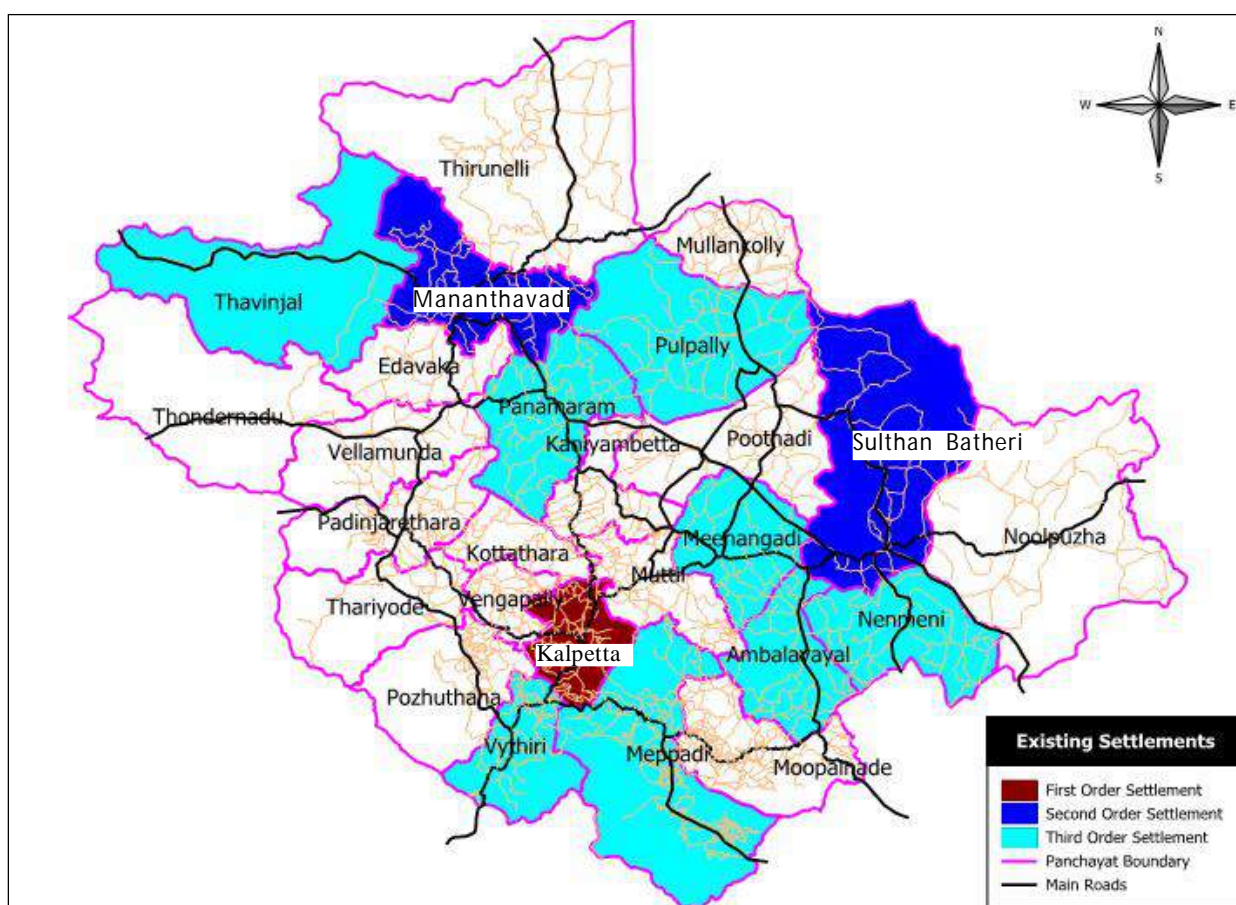 N
W E
S
Thirunelli
Mullankolly
Thavinjal
Mananthavadi
Pulpally
Edavaka
Thondernadu
Panamaram
Vellamunda
Kaniyambetta
Poothadi
Sulthan Batheri
Padinjarethara
Kottathara
Meenangadi
Noolpuzha
Muttil
Thariyode
Vengapally
Nenmeni
Kalpetta
Ambalavayal
Pozhuthana
Vythiri
Meppadi
Moopainade
Existing Settlements
First Order Settlement
Second Order Settlement
Third Order Settlement
Panchayat Boundary
Main Roads